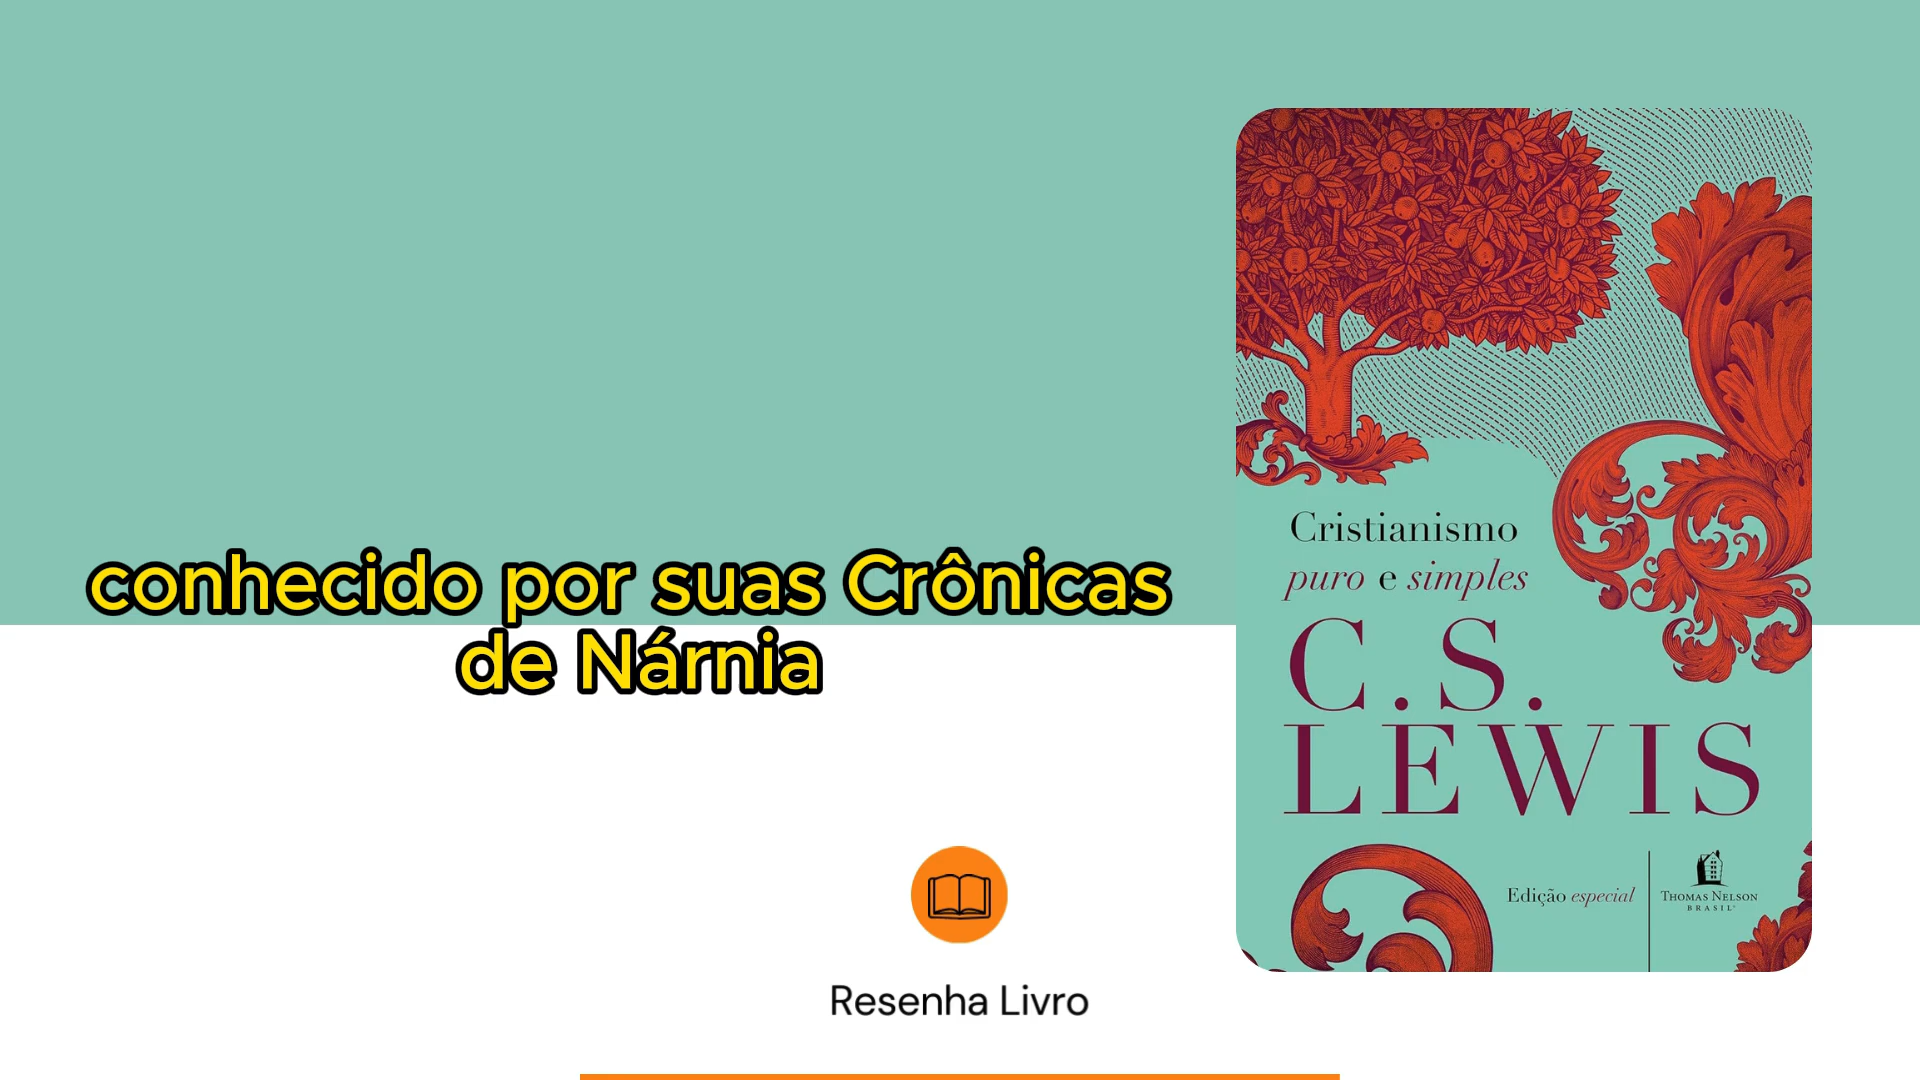 conhecido por suas Crônicas
de Nárnia
Resenha Livro
Cristianismo
puro e simples
C.S.
LEWIS
Edição especial
THOMAS NELSON
BRASIL